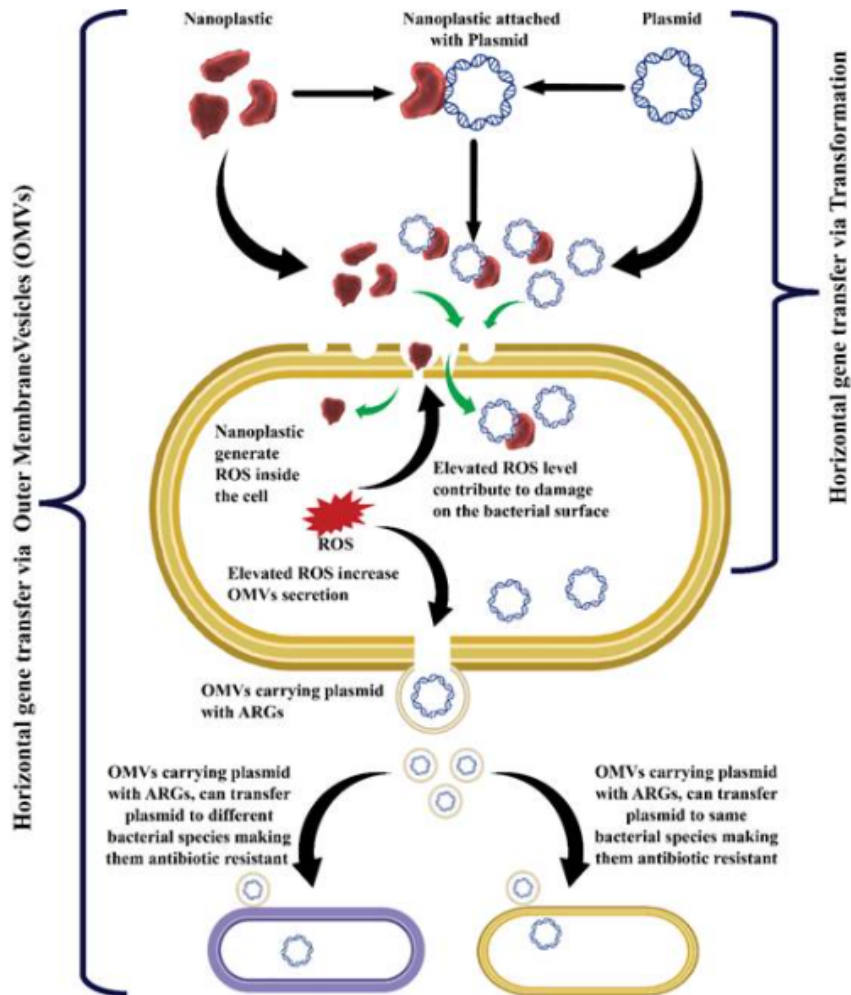 Nanoplastic
Nanoplastic attached
with Plasmid
Plasmid
Horizontal gene transfer via Outer MembraneVesicles (OMVs)
Horizontal gene transfer via Transformation
Nanoplastic
generate
ROS inside
the cell
Elevated ROS level
contribute to damage
on the bacterial surface
ROS
Elevated ROS increase
OMVs secretion
OMVs carrying plasmid
with ARGs
OMVs carrying plasmid
with ARGs, can transfer
plasmid to different
bacterial species making
them antibiotic resistant
OMVs carrying plasmid
with ARGs, can transfer
plasmid to same
bacterial species making
them antibiotic resistant